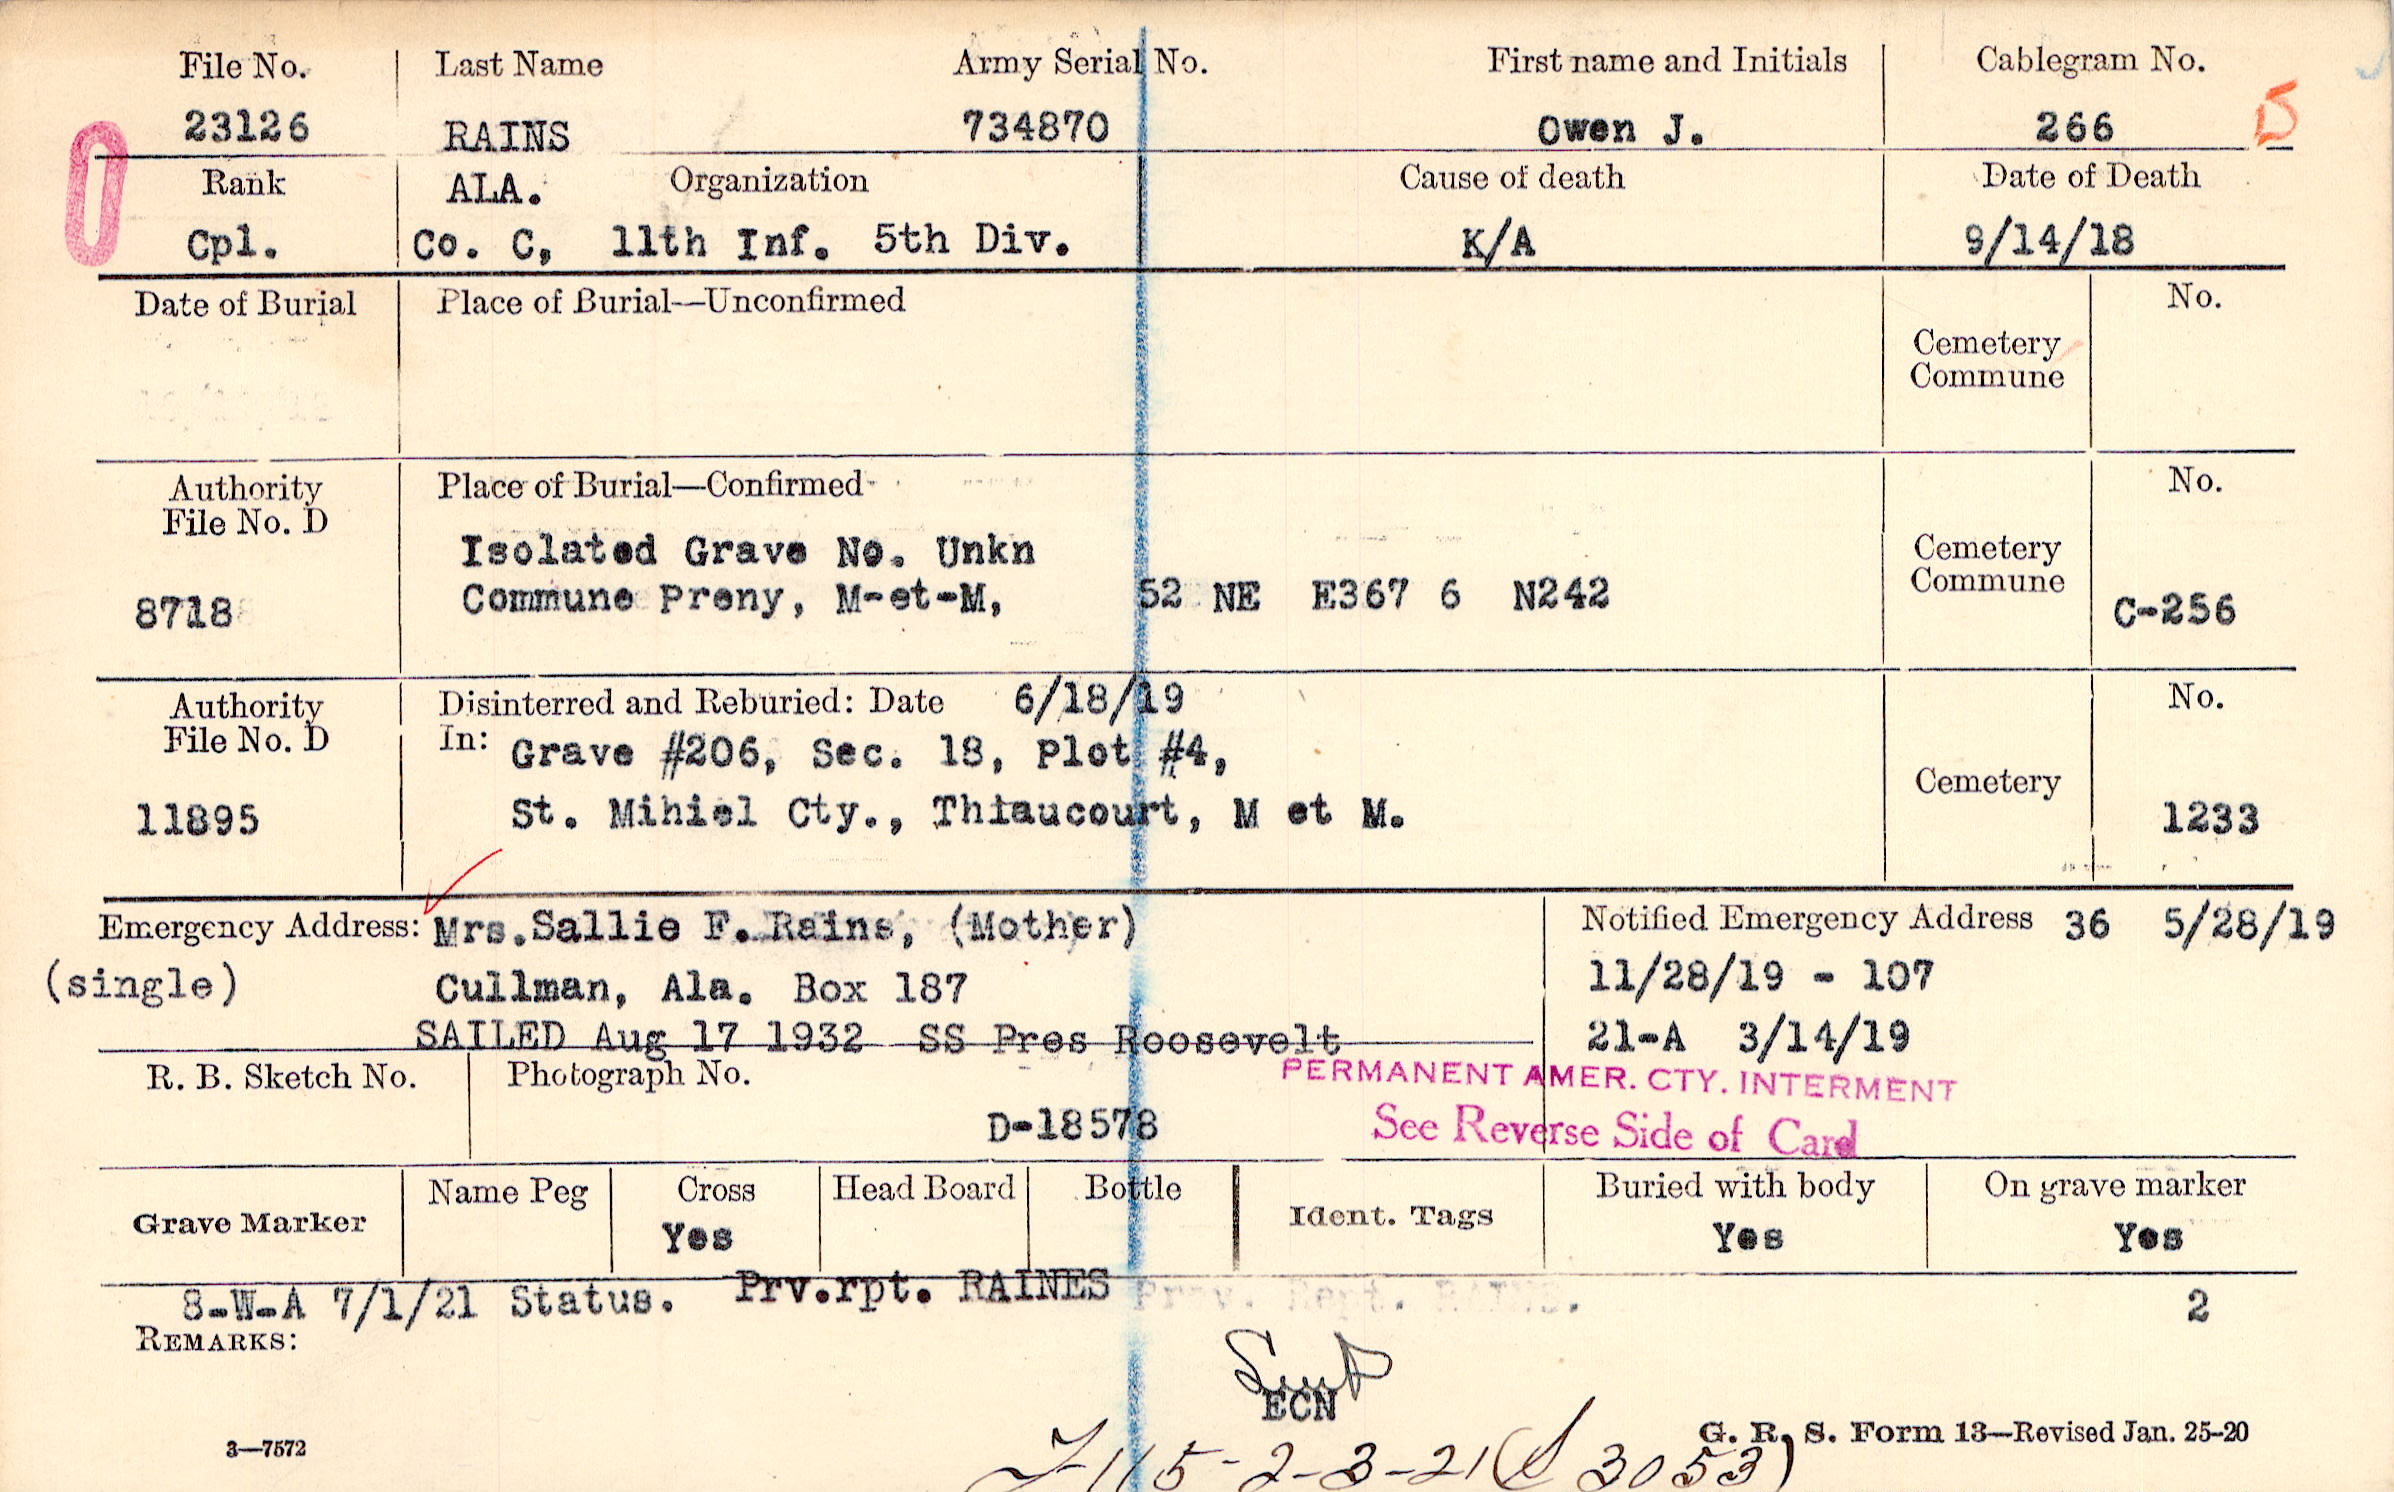 File No. Last Name Army Serial No. First name and Initials Cablegram No.
23126 RAINS 734870 Owen J. 266
Rank ALA. Organization Cause of death Date of Death
Cpl. Co. C, 11th Inf. 5th Div. K/A 9/14/18
Date of Burial Place of Burial—Unconfirmed No.
Cemetery
Commune
Authority Place of Burial—Confirmed No.
File No. D
Isolated Grave No. Unkn Cemetery
8718 Commune Preny, M-et-M, 52 NE E367 6 N242 Commune C-256
Authority Disinterred and Reburied: Date 6/18/19 No.
File No. D In: Grave #206, Sec. 18, Plot #4,
Cemetery
11895 St. Mihiel Cty., Thiaucourt, M et M. 1233
Emergency Address: Mrs. Sallie F. Rains, (Mother) Notified Emergency Address 36 5/28/19
(single) Cullman, Ala. Box 187 11/28/19 - 107
SAILED Aug 17 1932 SS Pres Roosevelt 21-A 3/14/19
R. B. Sketch No. Photograph No. PERMANENT AMER. CTY. INTERMENT
D-18578 See Reverse Side of Card
Grave Marker Name Peg Cross Head Board Bottle Ident. Tags Buried with body On grave marker
Yes Yes Yes
8-W-A 7/1/21 Status. Prv.rpt. RAINES Prev. Rept. 2
REMARKS:
ECN
3—7572 G. R. S. Form 13—Revised Jan. 25-20